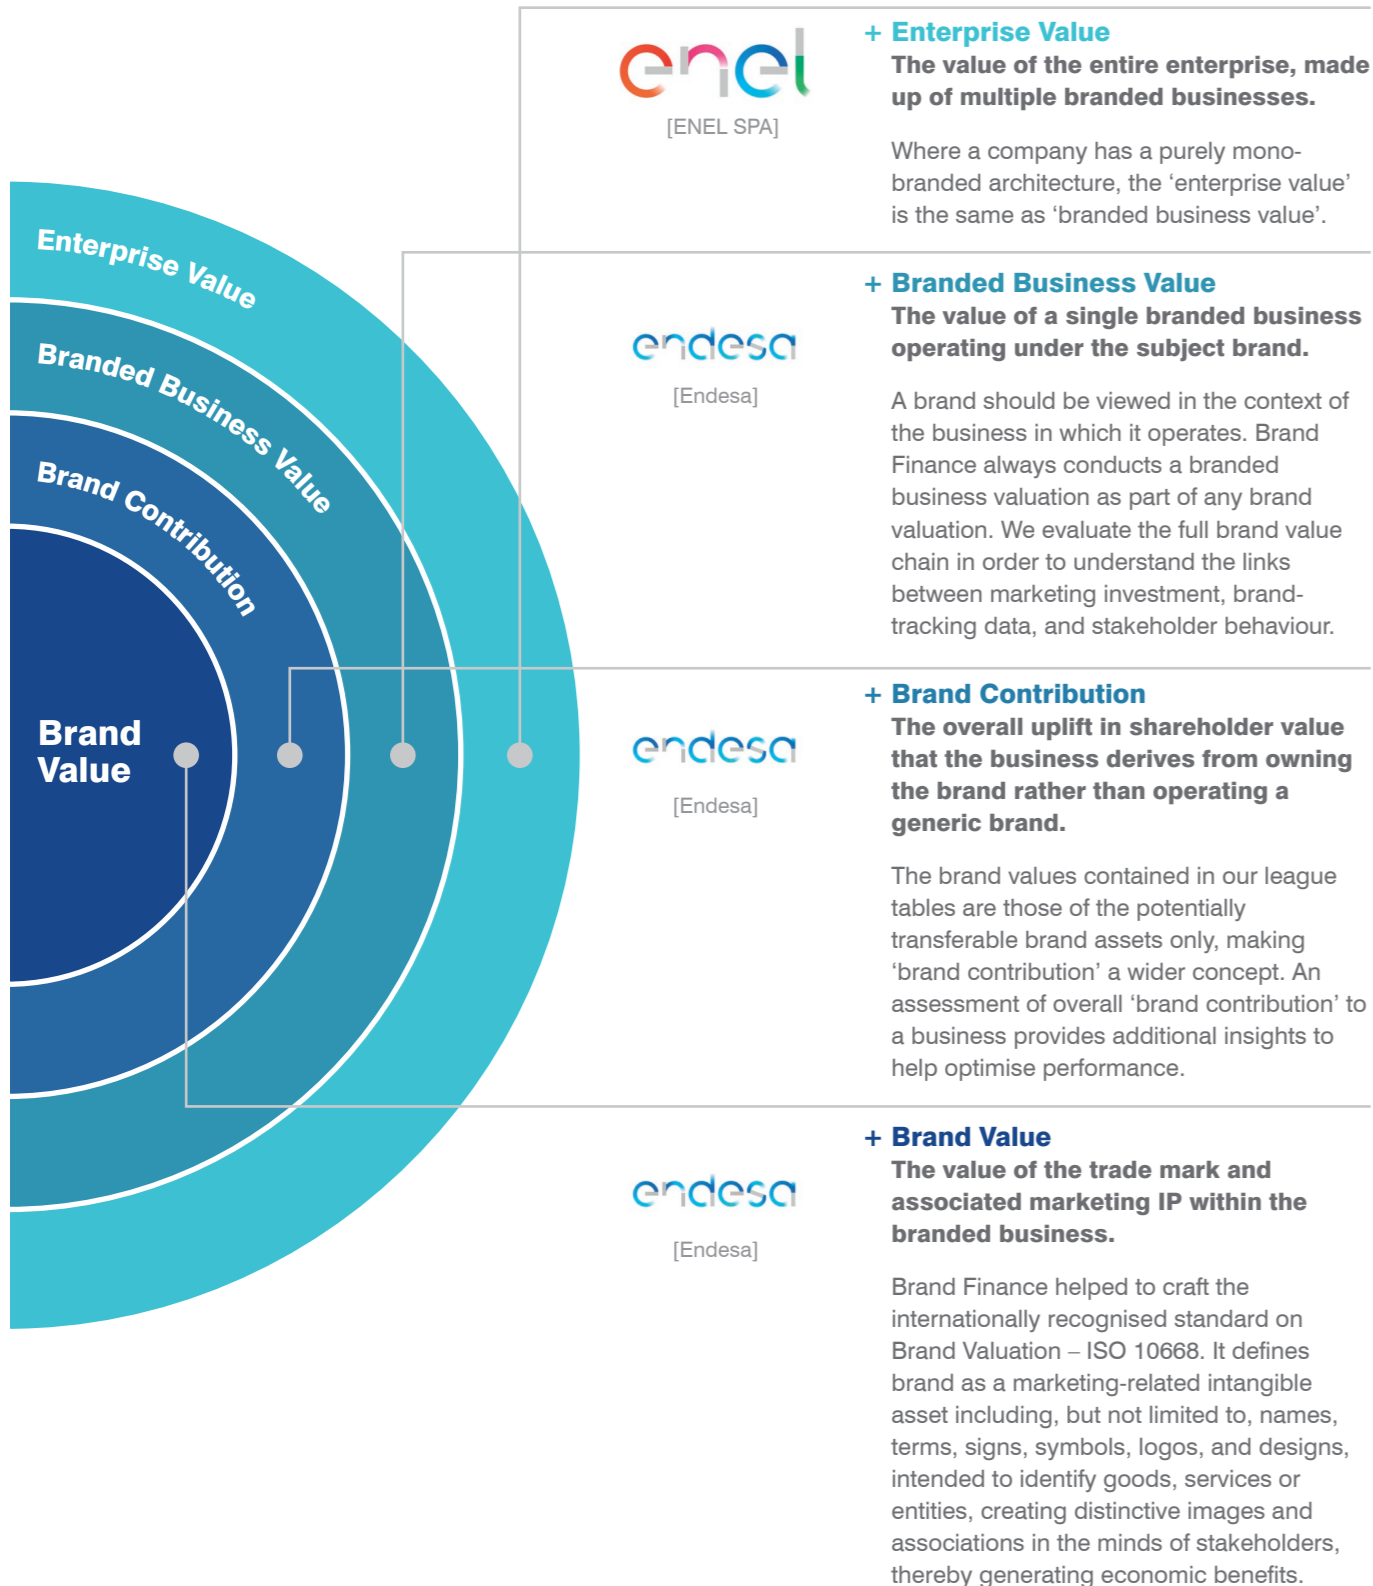 enel
[ENEL SPA]
+ Enterprise Value
The value of the entire enterprise, made
up of multiple branded businesses.
Where a company has a purely mono-
branded architecture, the ‘enterprise value’
is the same as ‘branded business value’.
Enterprise Value
Branded Business Value
Brand Contribution
Brand
Value
endesa
[Endesa]
+ Branded Business Value
The value of a single branded business
operating under the subject brand.
A brand should be viewed in the context of
the business in which it operates. Brand
Finance always conducts a branded
business valuation as part of any brand
valuation. We evaluate the full brand value
chain in order to understand the links
between marketing investment, brand-
tracking data, and stakeholder behaviour.
endesa
[Endesa]
+ Brand Contribution
The overall uplift in shareholder value
that the business derives from owning
the brand rather than operating a
generic brand.
The brand values contained in our league
tables are those of the potentially
transferable brand assets only, making
‘brand contribution’ a wider concept. An
assessment of overall ‘brand contribution’ to
a business provides additional insights to
help optimise performance.
endesa
[Endesa]
+ Brand Value
The value of the trade mark and
associated marketing IP within the
branded business.
Brand Finance helped to craft the
internationally recognised standard on
Brand Valuation – ISO 10668. It defines
brand as a marketing-related intangible
asset including, but not limited to, names,
terms, signs, symbols, logos, and designs,
intended to identify goods, services or
entities, creating distinctive images and
associations in the minds of stakeholders,
thereby generating economic benefits.